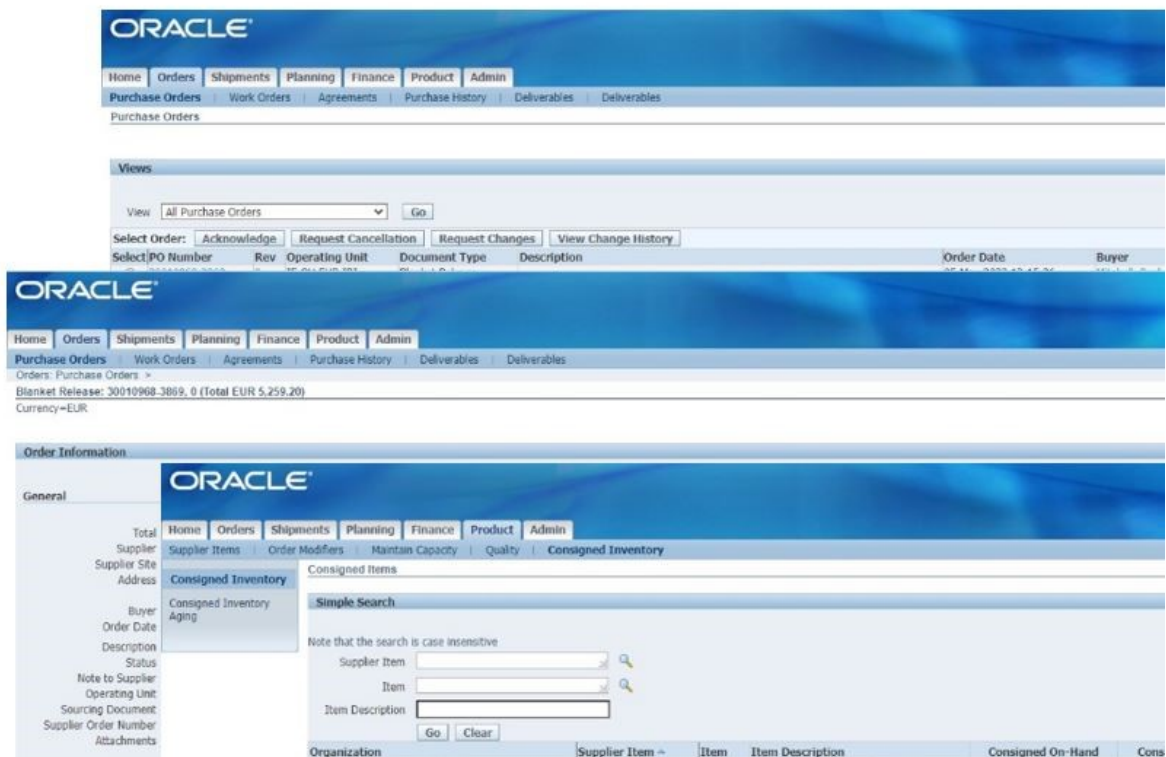 ORACLE
Home Orders Shipments Planning Finance Product Admin
Purchase Orders | Work Orders | Agreements | Purchase History | Deliverables | Deliverables
Purchase Orders
Views
View All Purchase Orders Go
Select Order: Acknowledge Request Cancellation Request Changes View Change History
Select PO Number Rev Operating Unit Document Type Description Order Date Buyer
ORACLE
Home Orders Shipments Planning Finance Product Admin
Purchase Orders | Work Orders | Agreements | Purchase History | Deliverables | Deliverables
Orders: Purchase Orders >
Blanket Release: 30010968-3869, 0 (Total EUR 5,259.20)
Currency=EUR
Order Information
General
Total
Supplier
Supplier Site
Address
Buyer
Order Date
Description
Status
Note to Supplier
Operating Unit
Sourcing Document
Supplier Order Number
Attachments
ORACLE
Home Orders Shipments Planning Finance Product Admin
Supplier Items | Order Modifiers | Maintain Capacity | Quality | Consigned Inventory
Consigned Inventory
Consigned Inventory
Aging
Consigned Items
Simple Search
Note that the search is case insensitive
Supplier Item
Item
Item Description
Go Clear
Organization Supplier Item Item Item Description Consigned On-Hand Cons